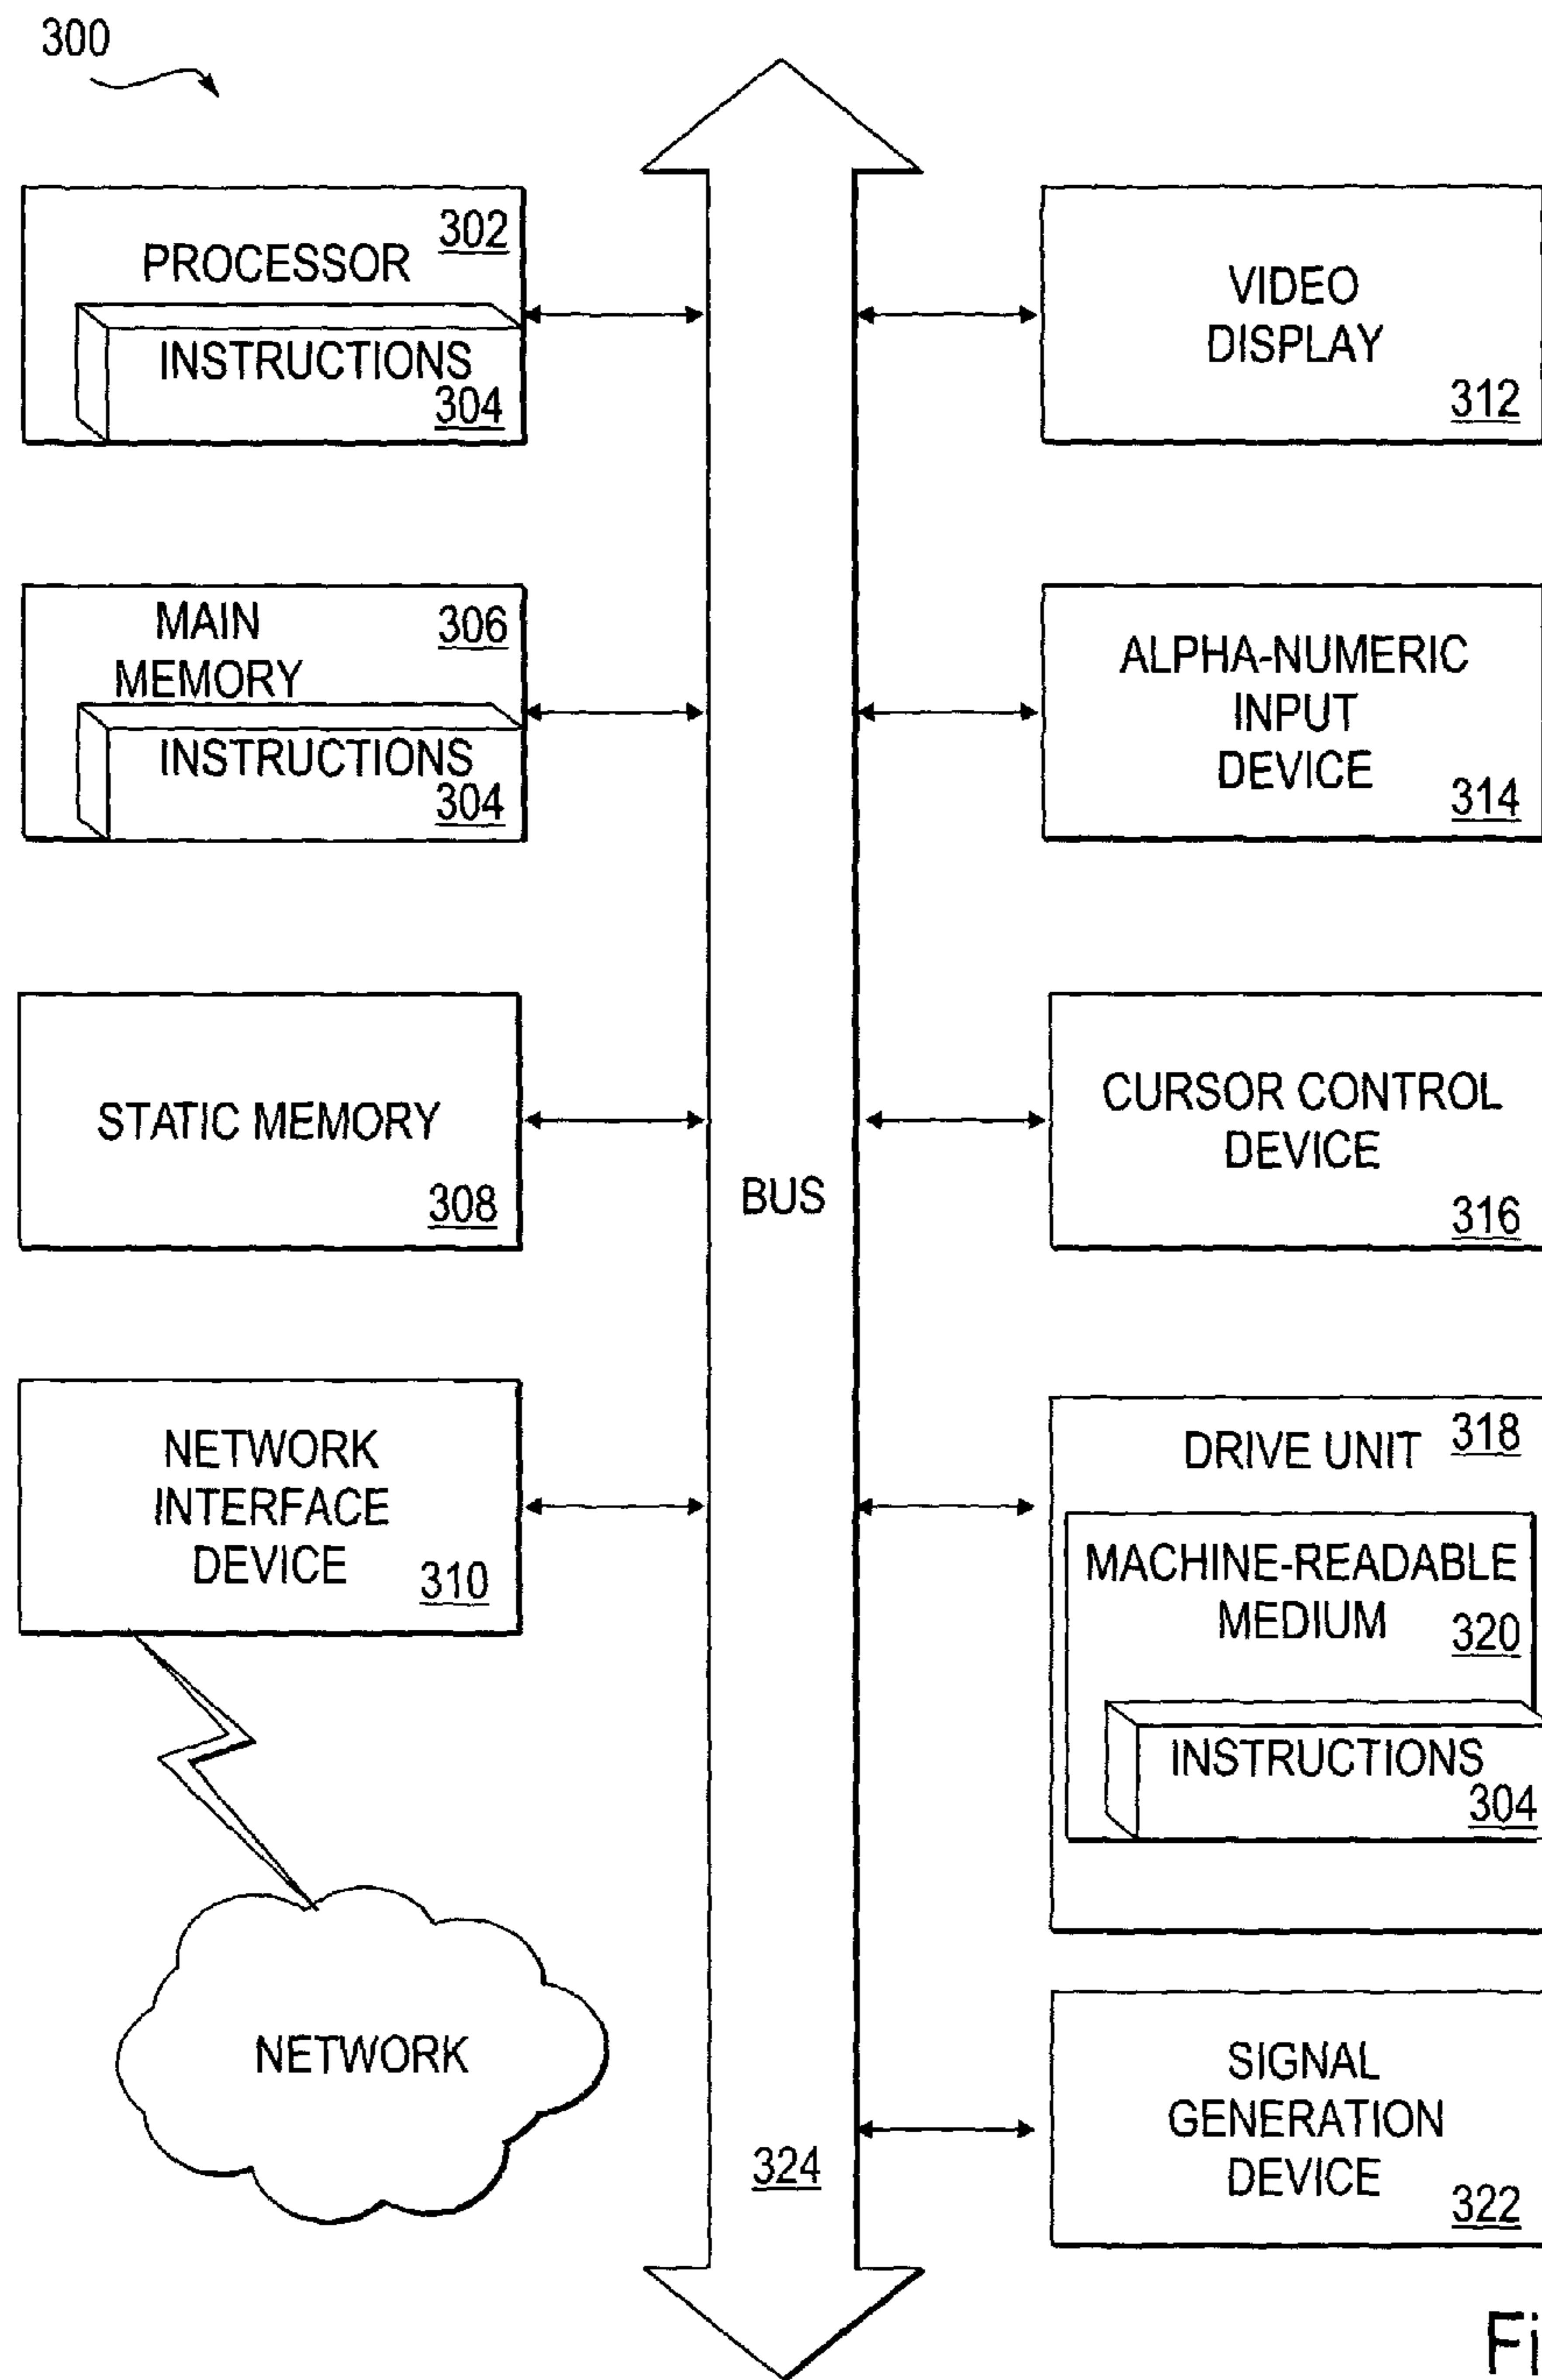 300
302
PROCESSOR
INSTRUCTIONS
304
MAIN
306
MEMORY
INSTRUCTIONS
304
STATIC MEMORY
308
NETWORK
INTERFACE
DEVICE
310
NETWORK
BUS
324
VIDEO
DISPLAY
312
ALPHA-NUMERIC
INPUT
DEVICE
314
CURSOR CONTROL
DEVICE
316
DRIVE UNIT
318
MACHINE-READABLE
MEDIUM
320
INSTRUCTIONS
304
SIGNAL
GENERATION
DEVICE
322